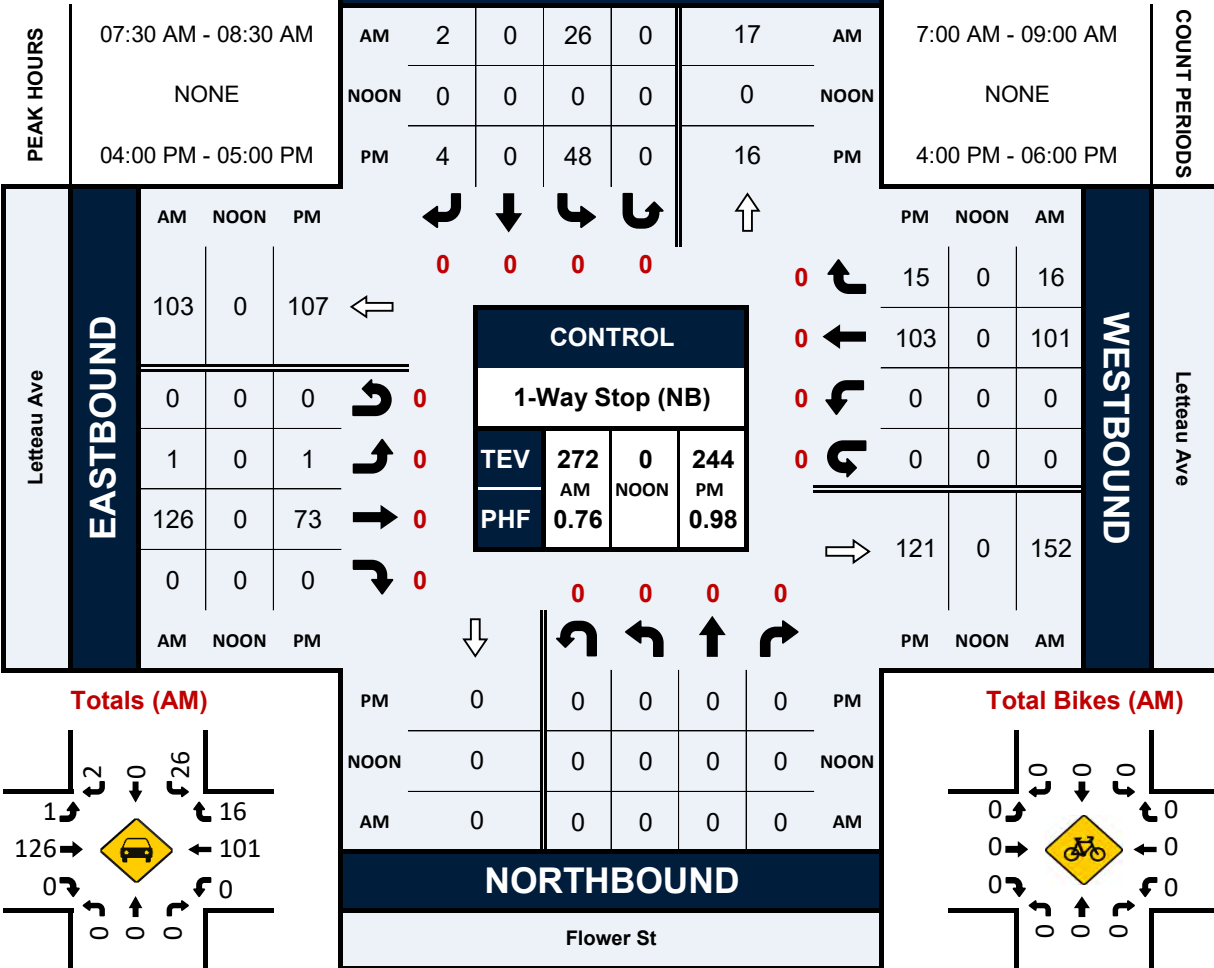 PEAK HOURS
07:30 AM - 08:30 AM
NONE
04:00 PM - 05:00 PM
AM 2 0 26 0 17 AM
NOON 0 0 0 0 0 NOON
PM 4 0 48 0 16 PM
7:00 AM - 09:00 AM
NONE
4:00 PM - 06:00 PM
COUNT PERIODS
0 0 0 0
Letteau Ave
EASTBOUND
AM NOON PM
103 0 107
0 0 0 0
1 0 1 0
126 0 73 0
0 0 0 0
AM NOON PM
CONTROL
1-Way Stop (NB)
TEV 272 0 244
AM NOON PM
PHF 0.76 0.98
PM NOON AM
0 15 0 16
0 103 0 101
0 0 0 0
0 0 0 0
121 0 152
PM NOON AM
WESTBOUND
Letteau Ave
0 0 0 0
PM 0 0 0 0 0 PM
NOON 0 0 0 0 0 NOON
AM 0 0 0 0 0 AM
NORTHBOUND
Flower St
Totals (AM)
2 0 26
1 16
126 101
0 0
0 0 0
Total Bikes (AM)
0 0 0
0 0
0 0
0 0
0 0 0